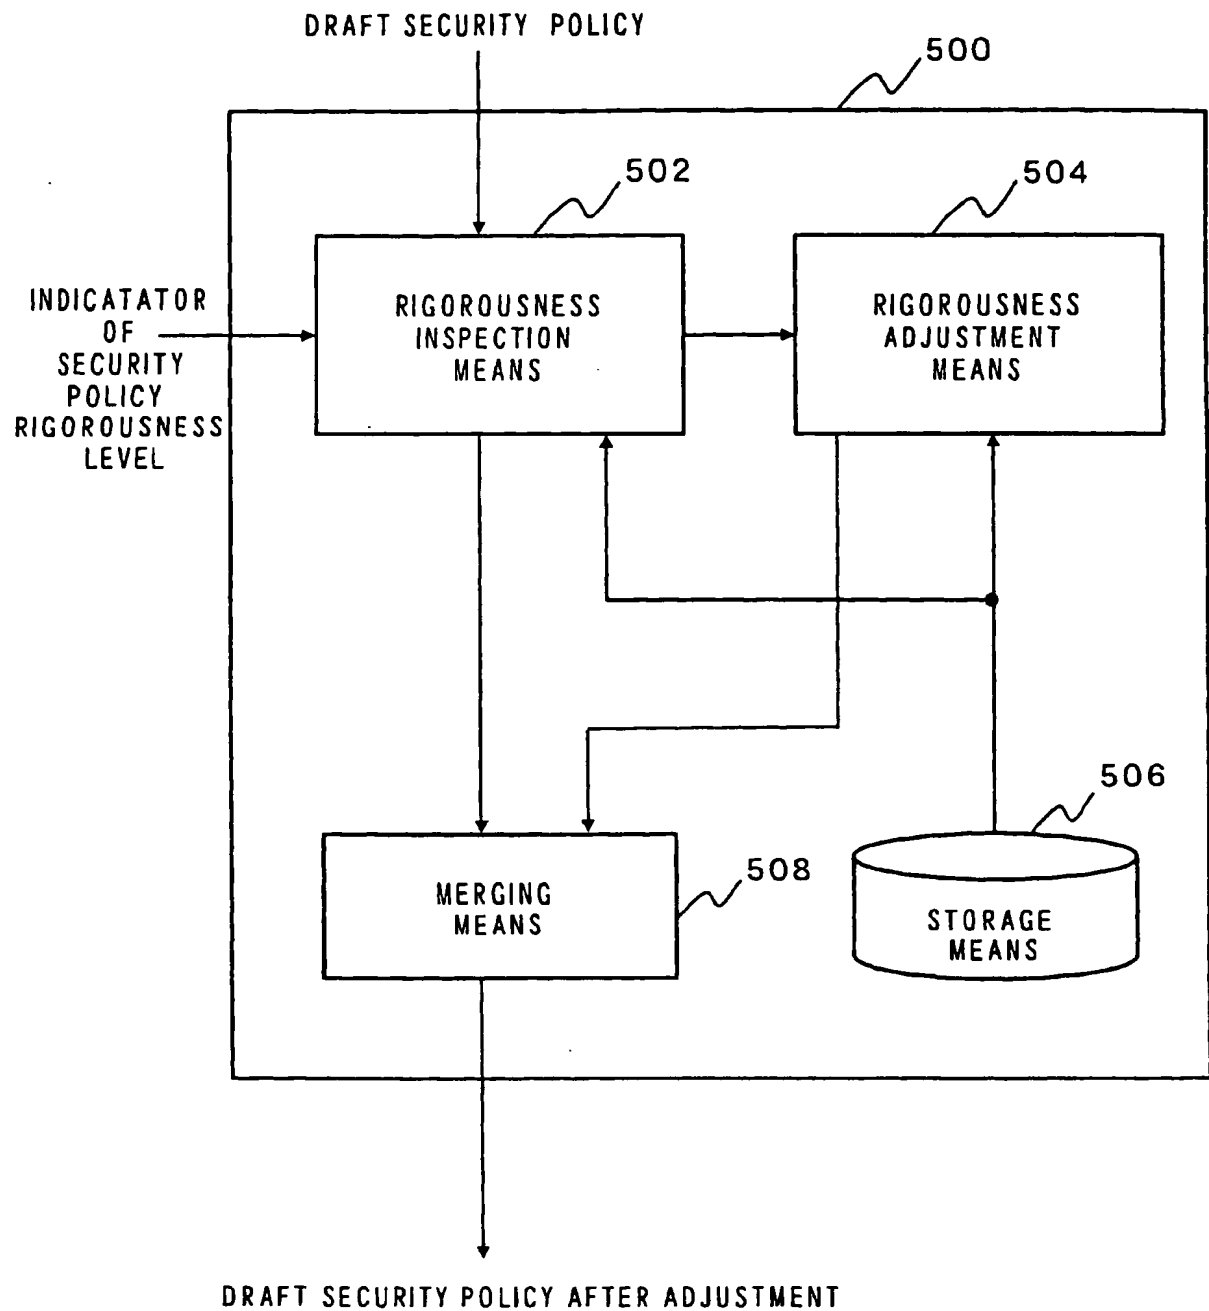 DRAFT SECURITY POLICY
500
502
504
INDICATATOR
OF
SECURITY
POLICY
RIGOROUSNESS
LEVEL
RIGOROUSNESS
INSPECTION
MEANS
RIGOROUSNESS
ADJUSTMENT
MEANS
506
508
MERGING
MEANS
STORAGE
MEANS
DRAFT SECURITY POLICY AFTER ADJUSTMENT